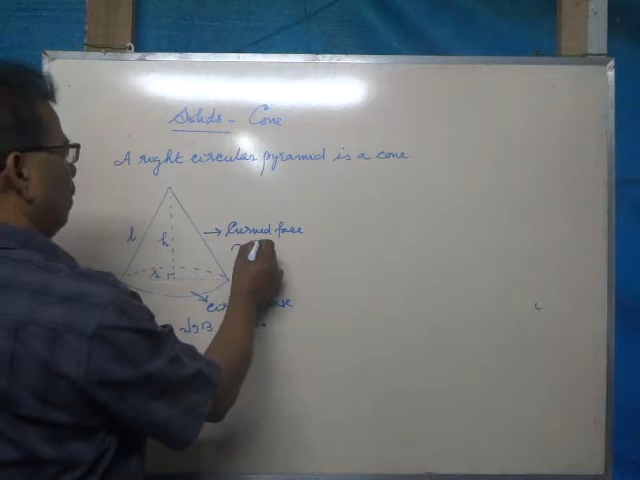 Solids - Cone
A right circular pyramid is a cone
l
h
→ Curved face
r